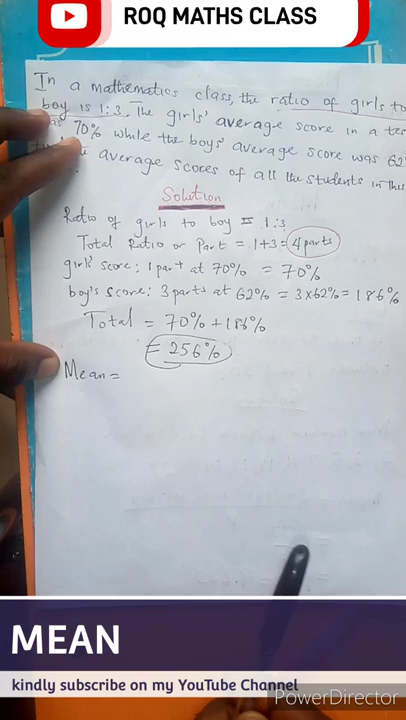 ROQ MATHS CLASS
In a mathematics class, the ratio of girls to
boy is 1:3. The girls' average score in a tes
70% while the boys' average score was 62%
average scores of all the students in this
Solution
Ratio of girls to boy = 1:3
Total Ratio or Part = 1+3 = 4 parts
girls' score: 1 part at 70% = 70%
boy's score: 3 parts at 62% = 3x62% = 186%
Total = 70% + 186%
= 256%
Mean =
MEAN
kindly subscribe on my YouTube Channel
PowerDirector